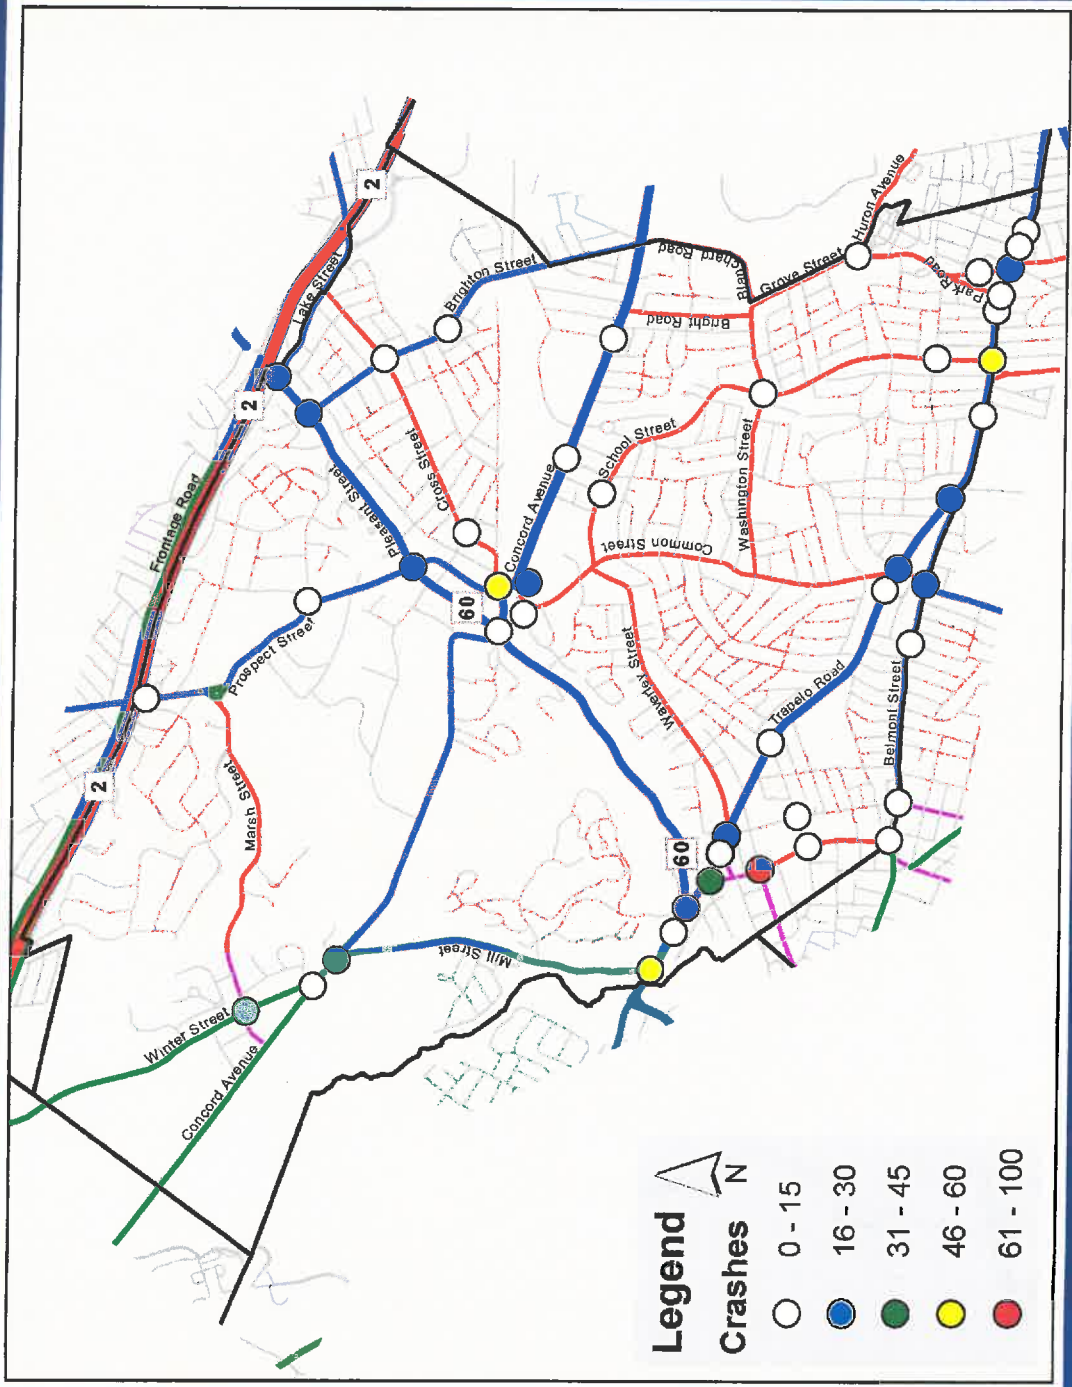 2
Lake Street
2
Frontage Road
Brighton Street
Huron Avenue
Blanchard Road
Grove Street
Park Road
Bright Road
Pleasant Street
Cross Street
School Street
Concord Avenue
Washington Street
Common Street
60
Prospect Street
Waverley Street
Trapelo Road
Belmont Street
2
Marsh Street
60
Mill Street
Winter Street
Concord Avenue
Legend
N
Crashes
0 - 15
16 - 30
31 - 45
46 - 60
61 - 100